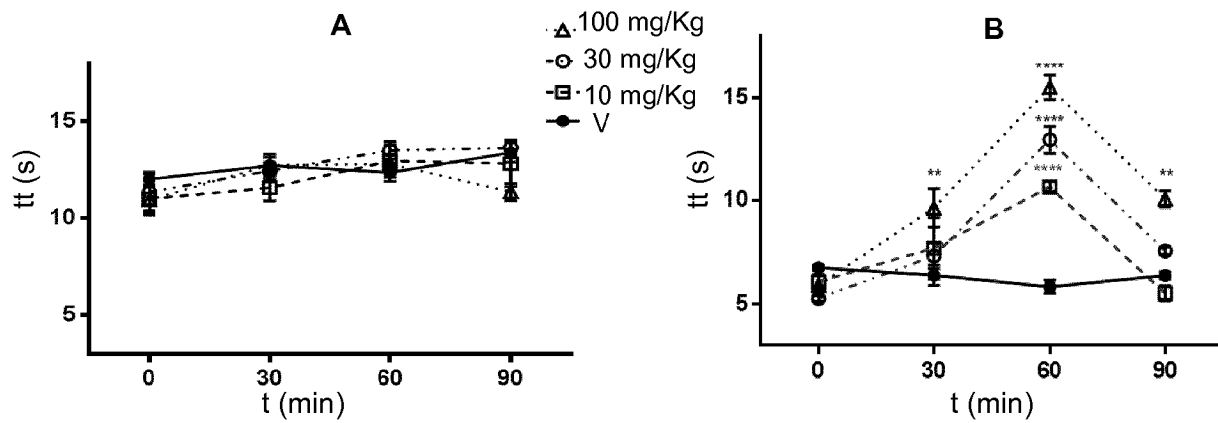 A
100 mg/Kg
30 mg/Kg
10 mg/Kg
V
15
10
5
tt (s)
0 30 60 90
t (min)
B
****
****
****
** **
15
10
5
tt (s)
0 30 60 90
t (min)